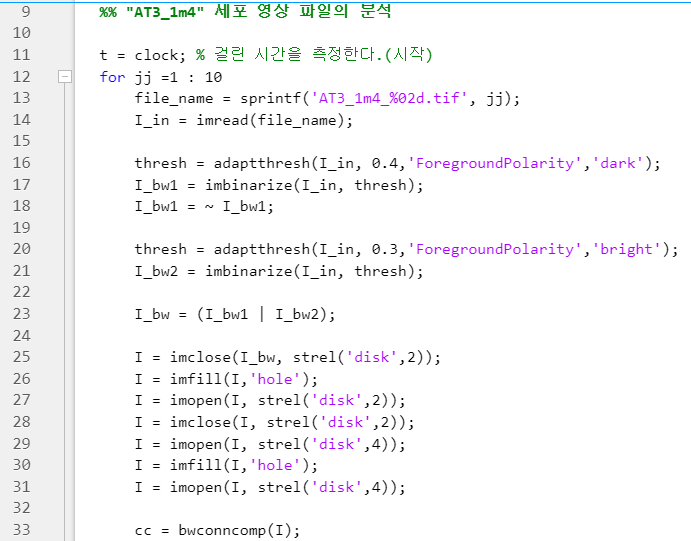 9 %% "AT3_1m4" 세포 영상 파일의 분석
10
11 t = clock; % 걸린 시간을 측정한다.(시작)
12 for jj =1 : 10
13 file_name = sprintf('AT3_1m4_%02d.tif', jj);
14 I_in = imread(file_name);
15
16 thresh = adaptthresh(I_in, 0.4,'ForegroundPolarity','dark');
17 I_bw1 = imbinarize(I_in, thresh);
18 I_bw1 = ~ I_bw1;
19
20 thresh = adaptthresh(I_in, 0.3,'ForegroundPolarity','bright');
21 I_bw2 = imbinarize(I_in, thresh);
22
23 I_bw = (I_bw1 | I_bw2);
24
25 I = imclose(I_bw, strel('disk',2));
26 I = imfill(I,'hole');
27 I = imopen(I, strel('disk',2));
28 I = imclose(I, strel('disk',2));
29 I = imopen(I, strel('disk',4));
30 I = imfill(I,'hole');
31 I = imopen(I, strel('disk',4));
32
33 cc = bwconncomp(I);